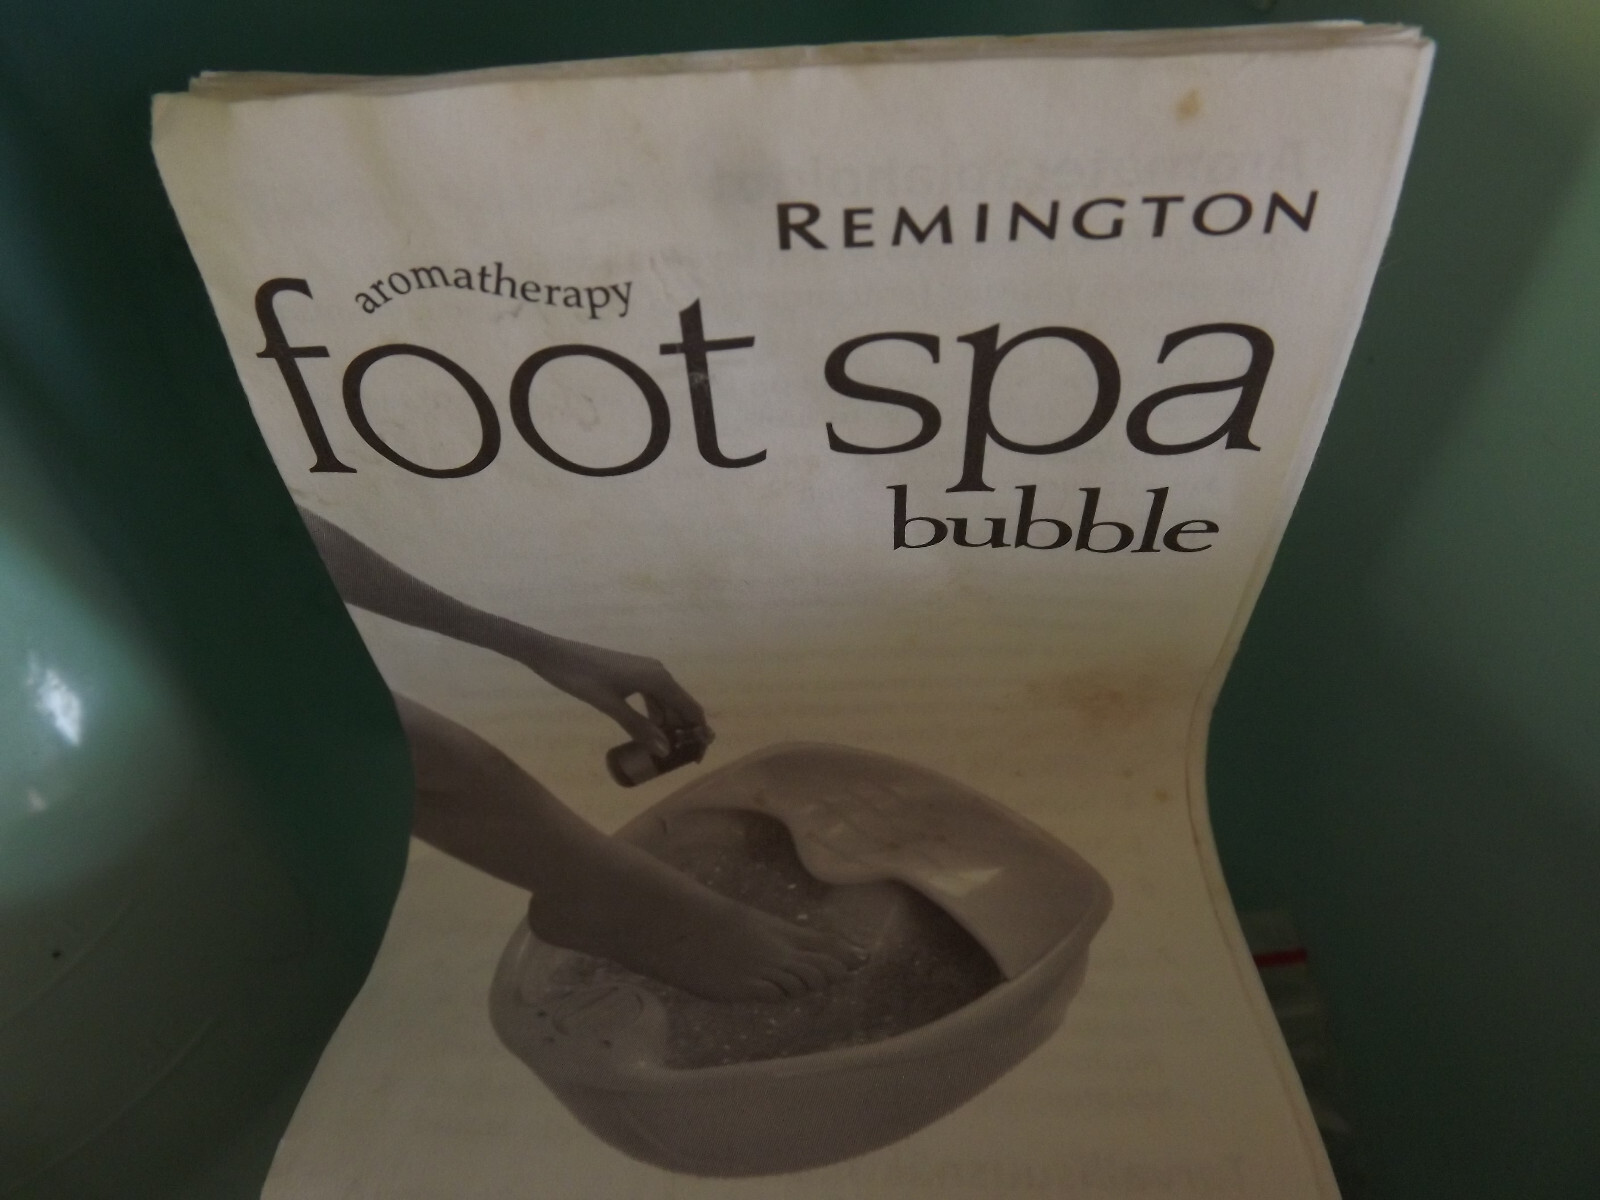 REMINGTON
aromatherapy
foot spa
bubble